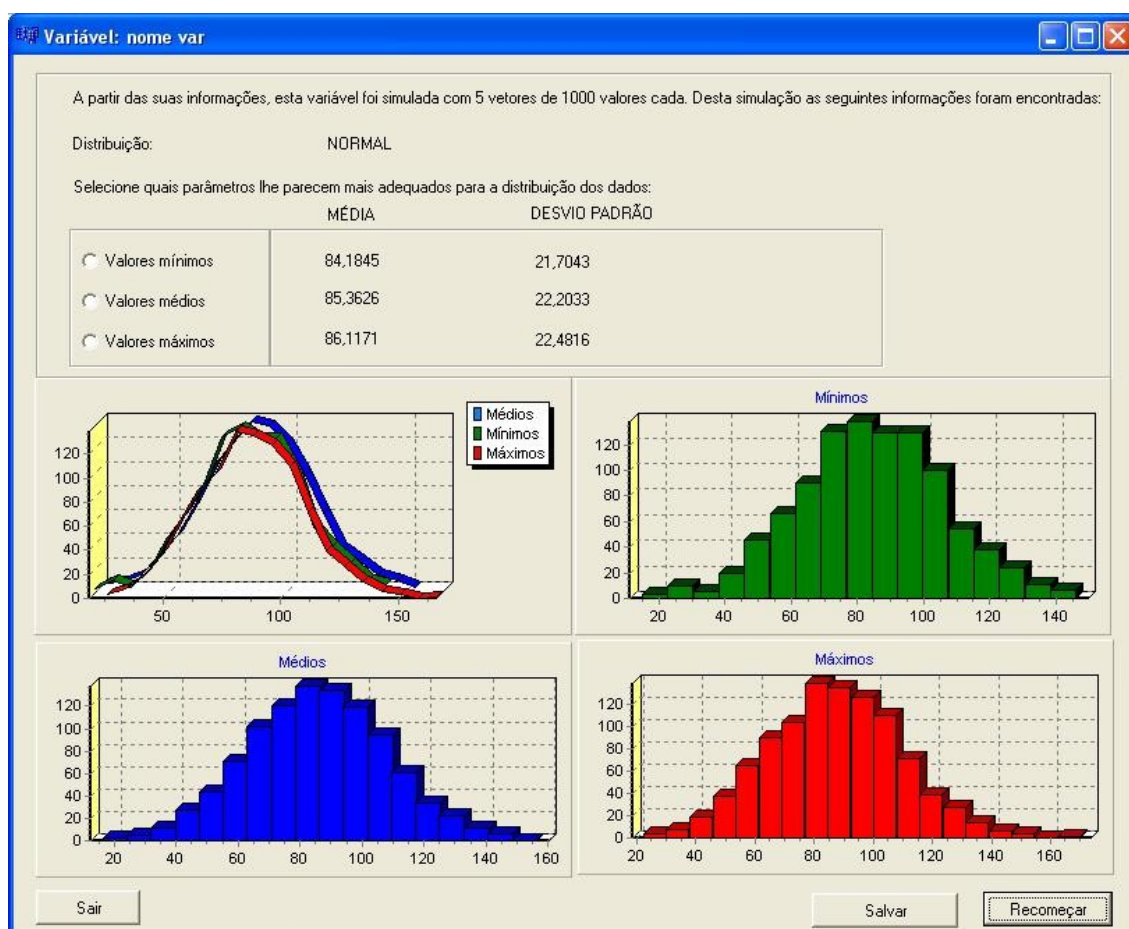 Variável: nome var
A partir das suas informações, esta variável foi simulada com 5 vetores de 1000 valores cada. Desta simulação as seguintes informações foram encontradas:
Distribuição: NORMAL
Selecione quais parâmetros lhe parecem mais adequados para a distribuição dos dados:
MÉDIA DESVIO PADRÃO
Valores mínimos 84,1845 21,7043
Valores médios 85,3626 22,2033
Valores máximos 86,1171 22,4816
120
100
80
60
40
20
0
50 100 150
Médios
Mínimos
Máximos
Mínimos
120
100
80
60
40
20
0
20 40 60 80 100 120 140
Médios
120
100
80
60
40
20
0
20 40 60 80 100 120 140 160
Máximos
120
100
80
60
40
20
0
20 40 60 80 100 120 140 160
Sair Salvar Recomeçar